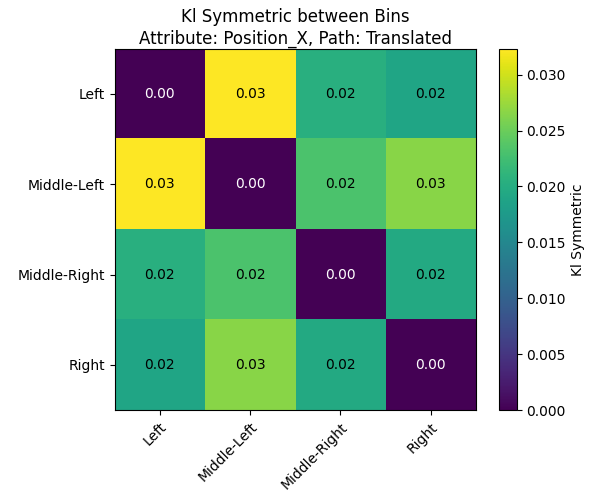 Kl Symmetric between Bins
Attribute: Position_X, Path: Translated
Left 0.00 0.03 0.02 0.02
Middle-Left 0.03 0.00 0.02 0.03
Middle-Right 0.02 0.02 0.00 0.02
Right 0.02 0.03 0.02 0.00
Left Middle-Left Middle-Right Right
0.030
0.025
0.020
0.015
0.010
0.005
0.000
Kl Symmetric